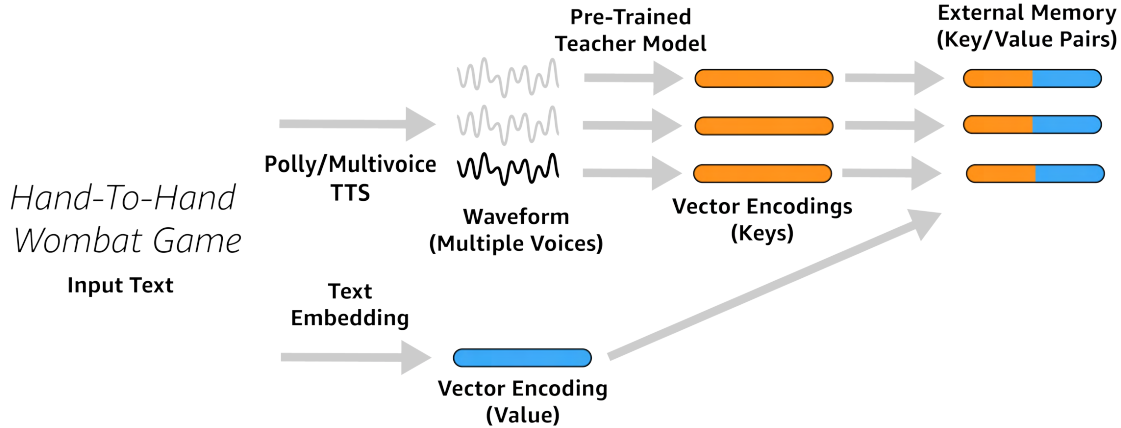 Pre-Trained
Teacher Model
External Memory
(Key/Value Pairs)
Polly/Multivoice
TTS
Hand-To-Hand
Wombat Game
Input Text
Waveform
(Multiple Voices)
Vector Encodings
(Keys)
Text
Embedding
Vector Encoding
(Value)